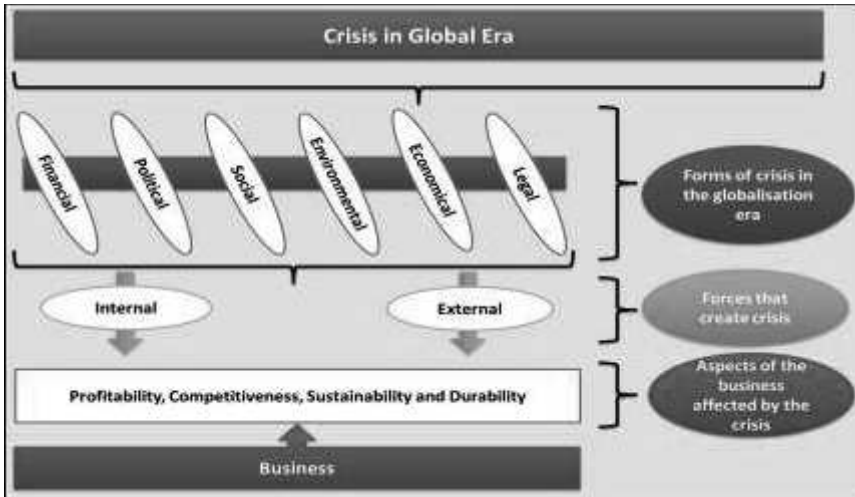 Crisis in Global Era
Financial
Political
Social
Environmental
Economical
Legal
Forms of crisis in
the globalisation
era
Internal
External
Forces that
create crisis
Profitability, Competitiveness, Sustainability and Durability
Aspects of the
business
affected by the
crisis
Business